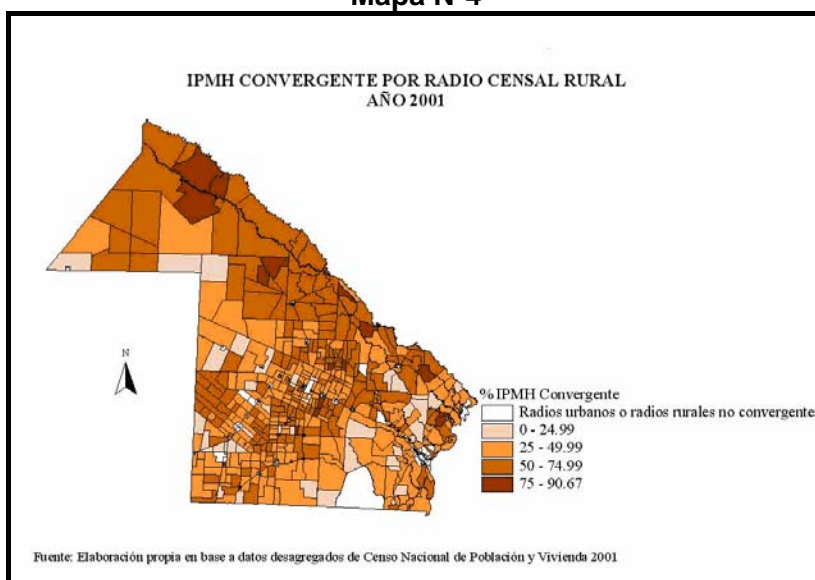 Mapa N°4
IPMH CONVERGENTE POR RADIO CENSAL RURAL
AÑO 2001
N
% IPMH Convergente
Radios urbanos o radios rurales no convergente
0 - 24.99
25 - 49.99
50 - 74.99
75 - 90.67
Fuente: Elaboración propia en base a datos desagregados de Censo Nacional de Población y Vivienda 2001